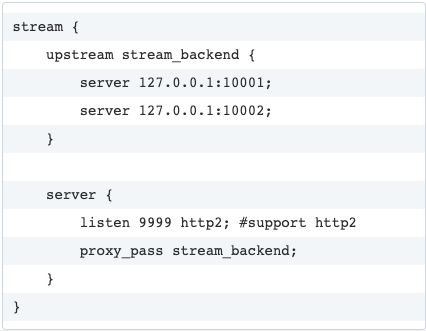 stream {
    upstream stream_backend {
        server 127.0.0.1:10001;
        server 127.0.0.1:10002;
    }

    server {
        listen 9999 http2; #support http2
        proxy_pass stream_backend;
    }
}